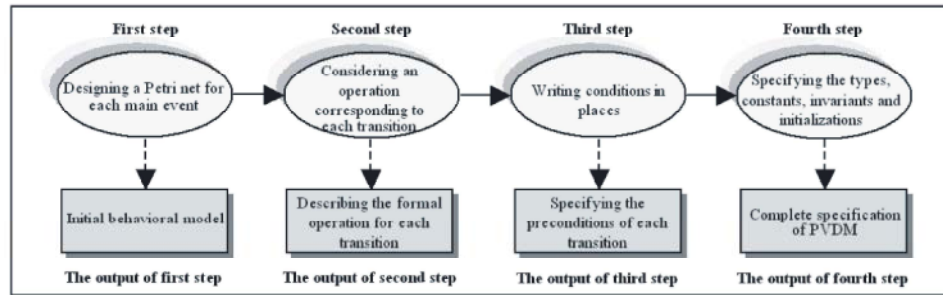 First step
Second step
Third step
Fourth step
Designing a Petri net for
each main event
Considering an
operation
corresponding to
each transition
Writing conditions in
places
Specifying the types,
constants, invariants and
initializations
Initial behavioral model
Describing the formal
operation for each
transition
Specifying the
preconditions of each
transition
Complete specification
of PVDM
The output of first step
The output of second step
The output of third step
The output of fourth step